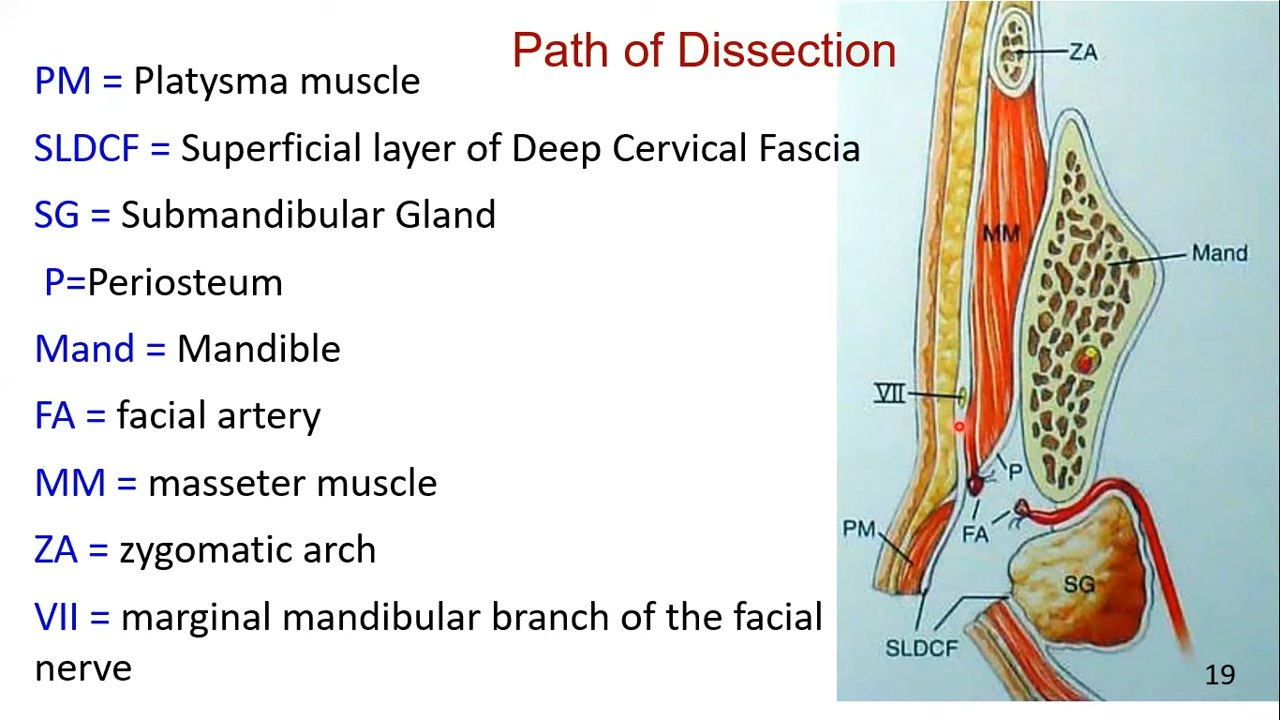 Path of Dissection
PM = Platysma muscle
SLDCF = Superficial layer of Deep Cervical Fascia
SG = Submandibular Gland
P=Periosteum
Mand = Mandible
FA = facial artery
MM = masseter muscle
ZA = zygomatic arch
VII = marginal mandibular branch of the facial
nerve
ZA
MM
Mand
VII
P
FA
PM
SG
SLDCF
19